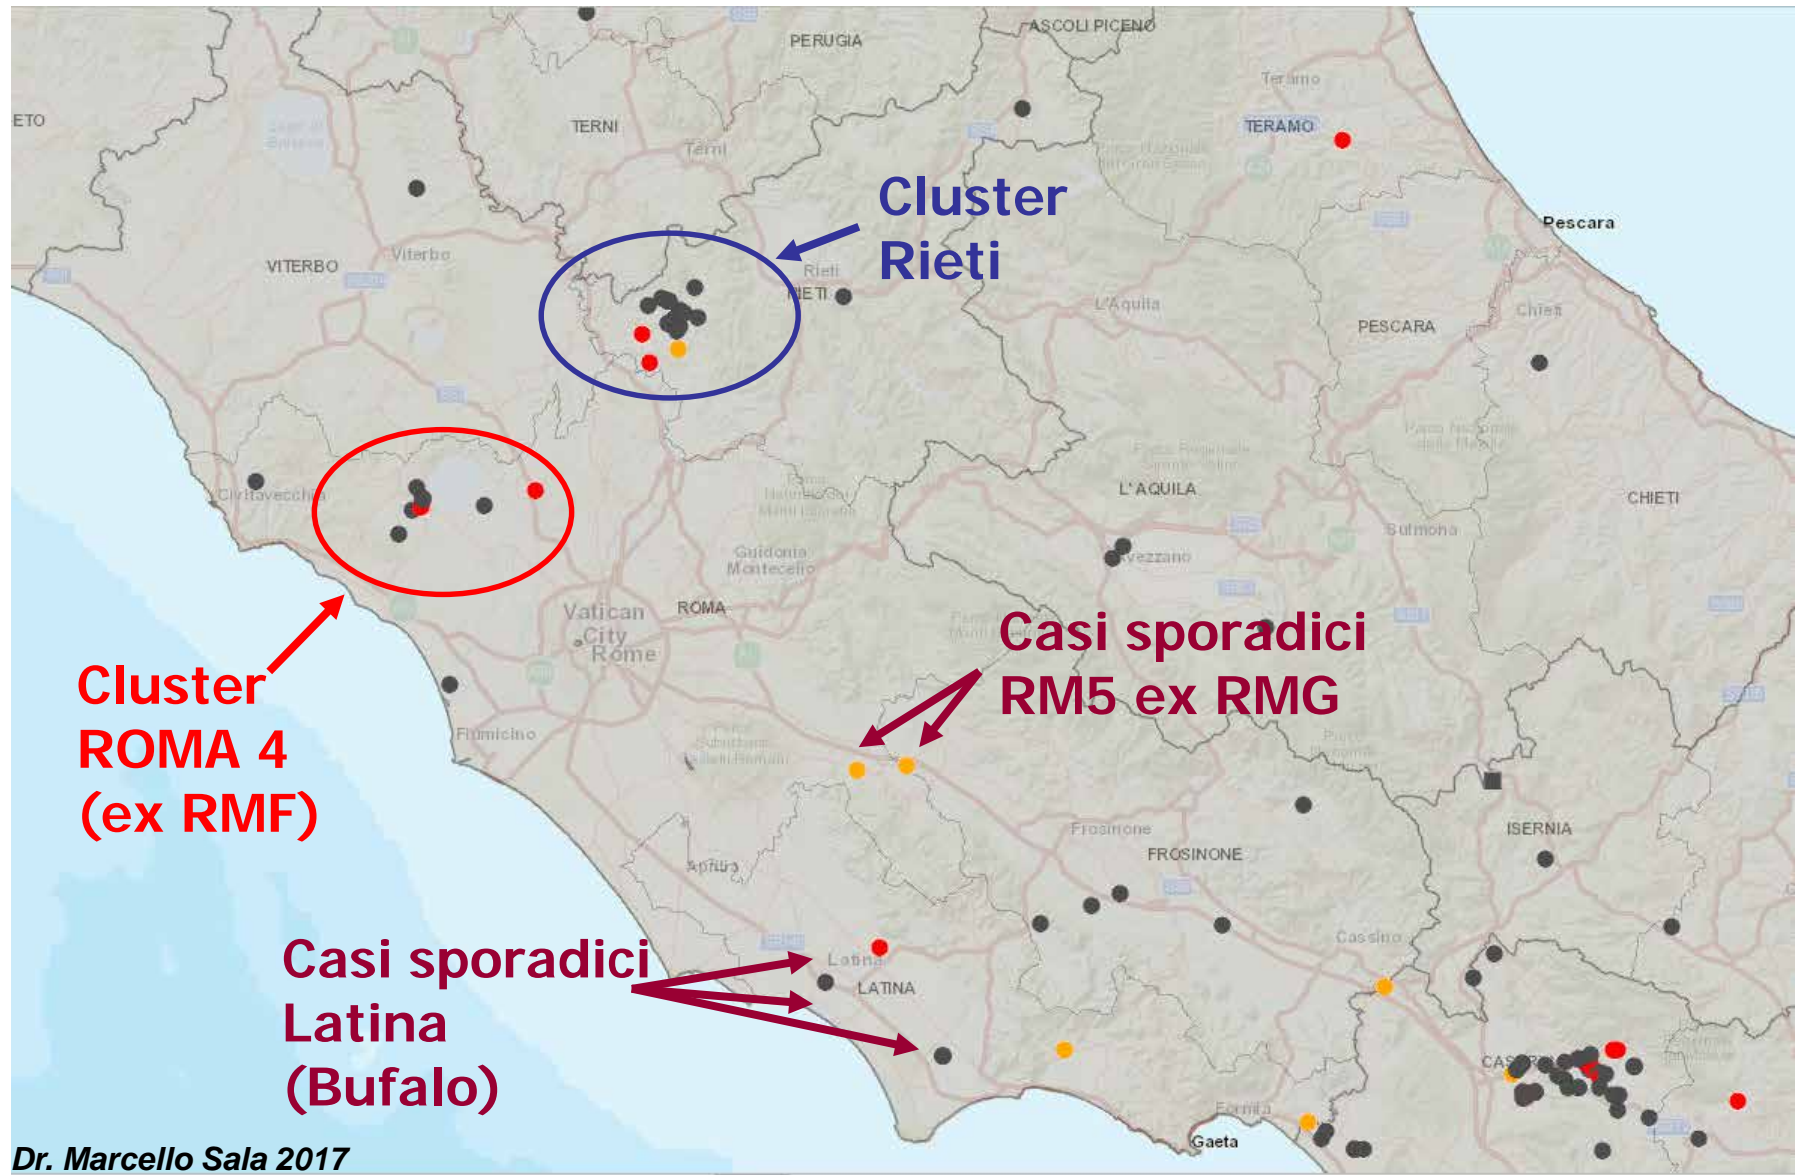 ASCOLI PICENO
PERUGIA
Teramo
ETO
TERNI
TERAMO
Terni
Cluster
Rieti
Pescara
Viterbo
VITERBO
Rieti
RIETI
L'Aquila
Chieti
PESCARA
Civitavecchia
L'AQUILA
CHIETI
Sulmona
Guidonia
Montecelio
Avezzano
Vatican
City
Rome
ROMA
Casi sporadici
RM5 ex RMG
Cluster
ROMA 4
(ex RMF)
Fiumicino
Frosinone
ISERNIA
FROSINONE
Aprilia
Cassino
Casi sporadici
Latina
(Bufalo)
Latina
LATINA
CASERTA
Formia
Gaeta
Dr. Marcello Sala 2017